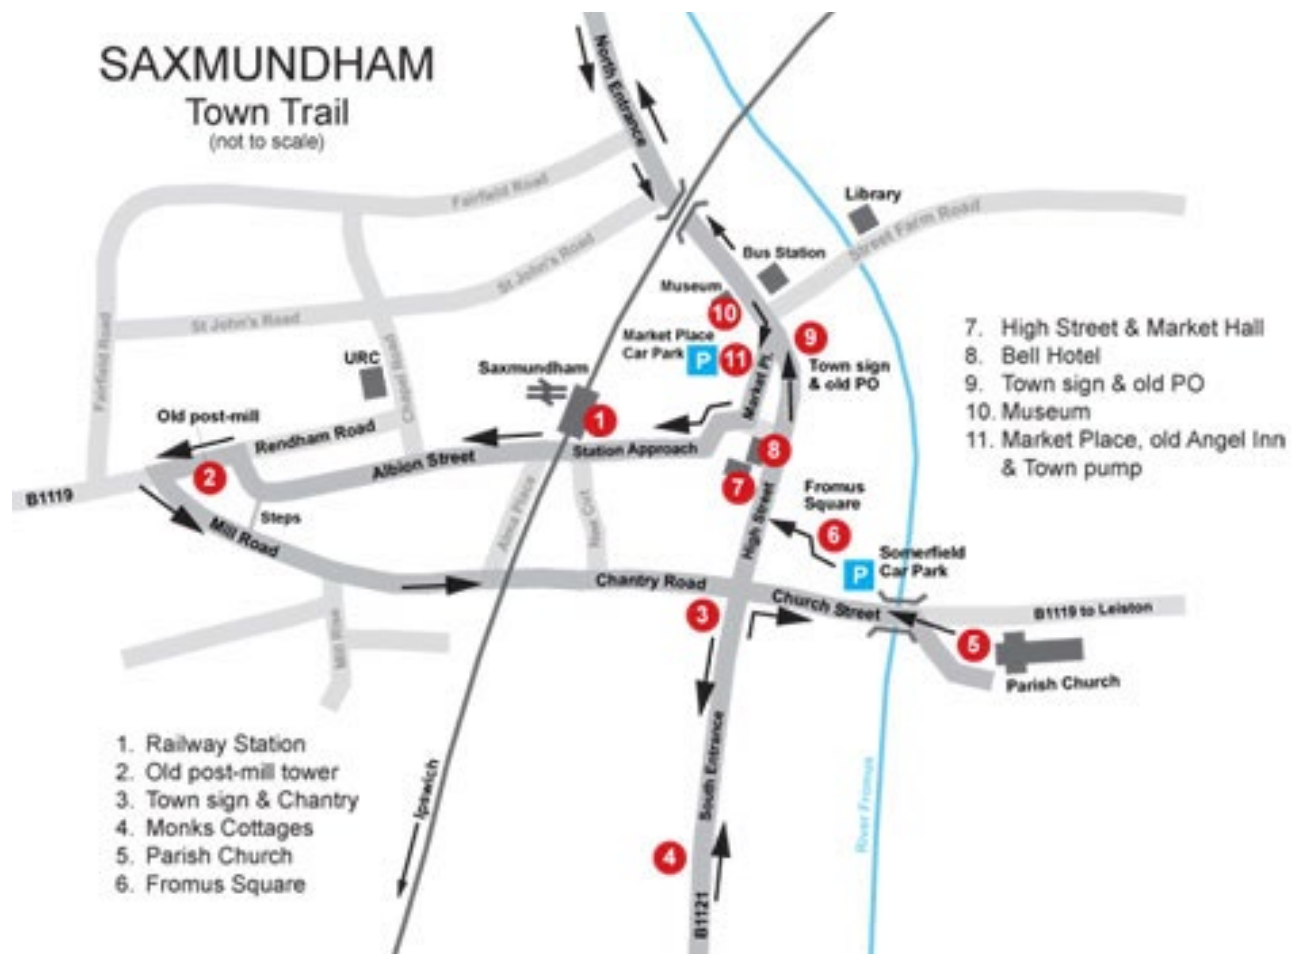 SAXMUNDHAM
Town Trail
(not to scale)
North Entrance
Fairfield Road
Library
Street Farm Road
Bus Station
St John's Road
Museum
10
St John's Road
Market Place
Car Park
P
11
9
Town sign
& old PO
Fairfield Road
URC
Chapel Road
Saxmundham
1
Market Pl.
Old post-mill
Rendham Road
Station Approach
8
Albion Street
7
2
B1119
Steps
Mill Road
Alma Place
New Cut
High Street
Fromus
Square
6
Somerfield
Car Park
P
Chantry Road
Church Street
B1119 to Leiston
3
5
Parish Church
Mill Rise
South Entrance
Ipswich
River Fromus
4
B1121
7. High Street & Market Hall
8. Bell Hotel
9. Town sign & old PO
10. Museum
11. Market Place, old Angel Inn
& Town pump
1. Railway Station
2. Old post-mill tower
3. Town sign & Chantry
4. Monks Cottages
5. Parish Church
6. Fromus Square